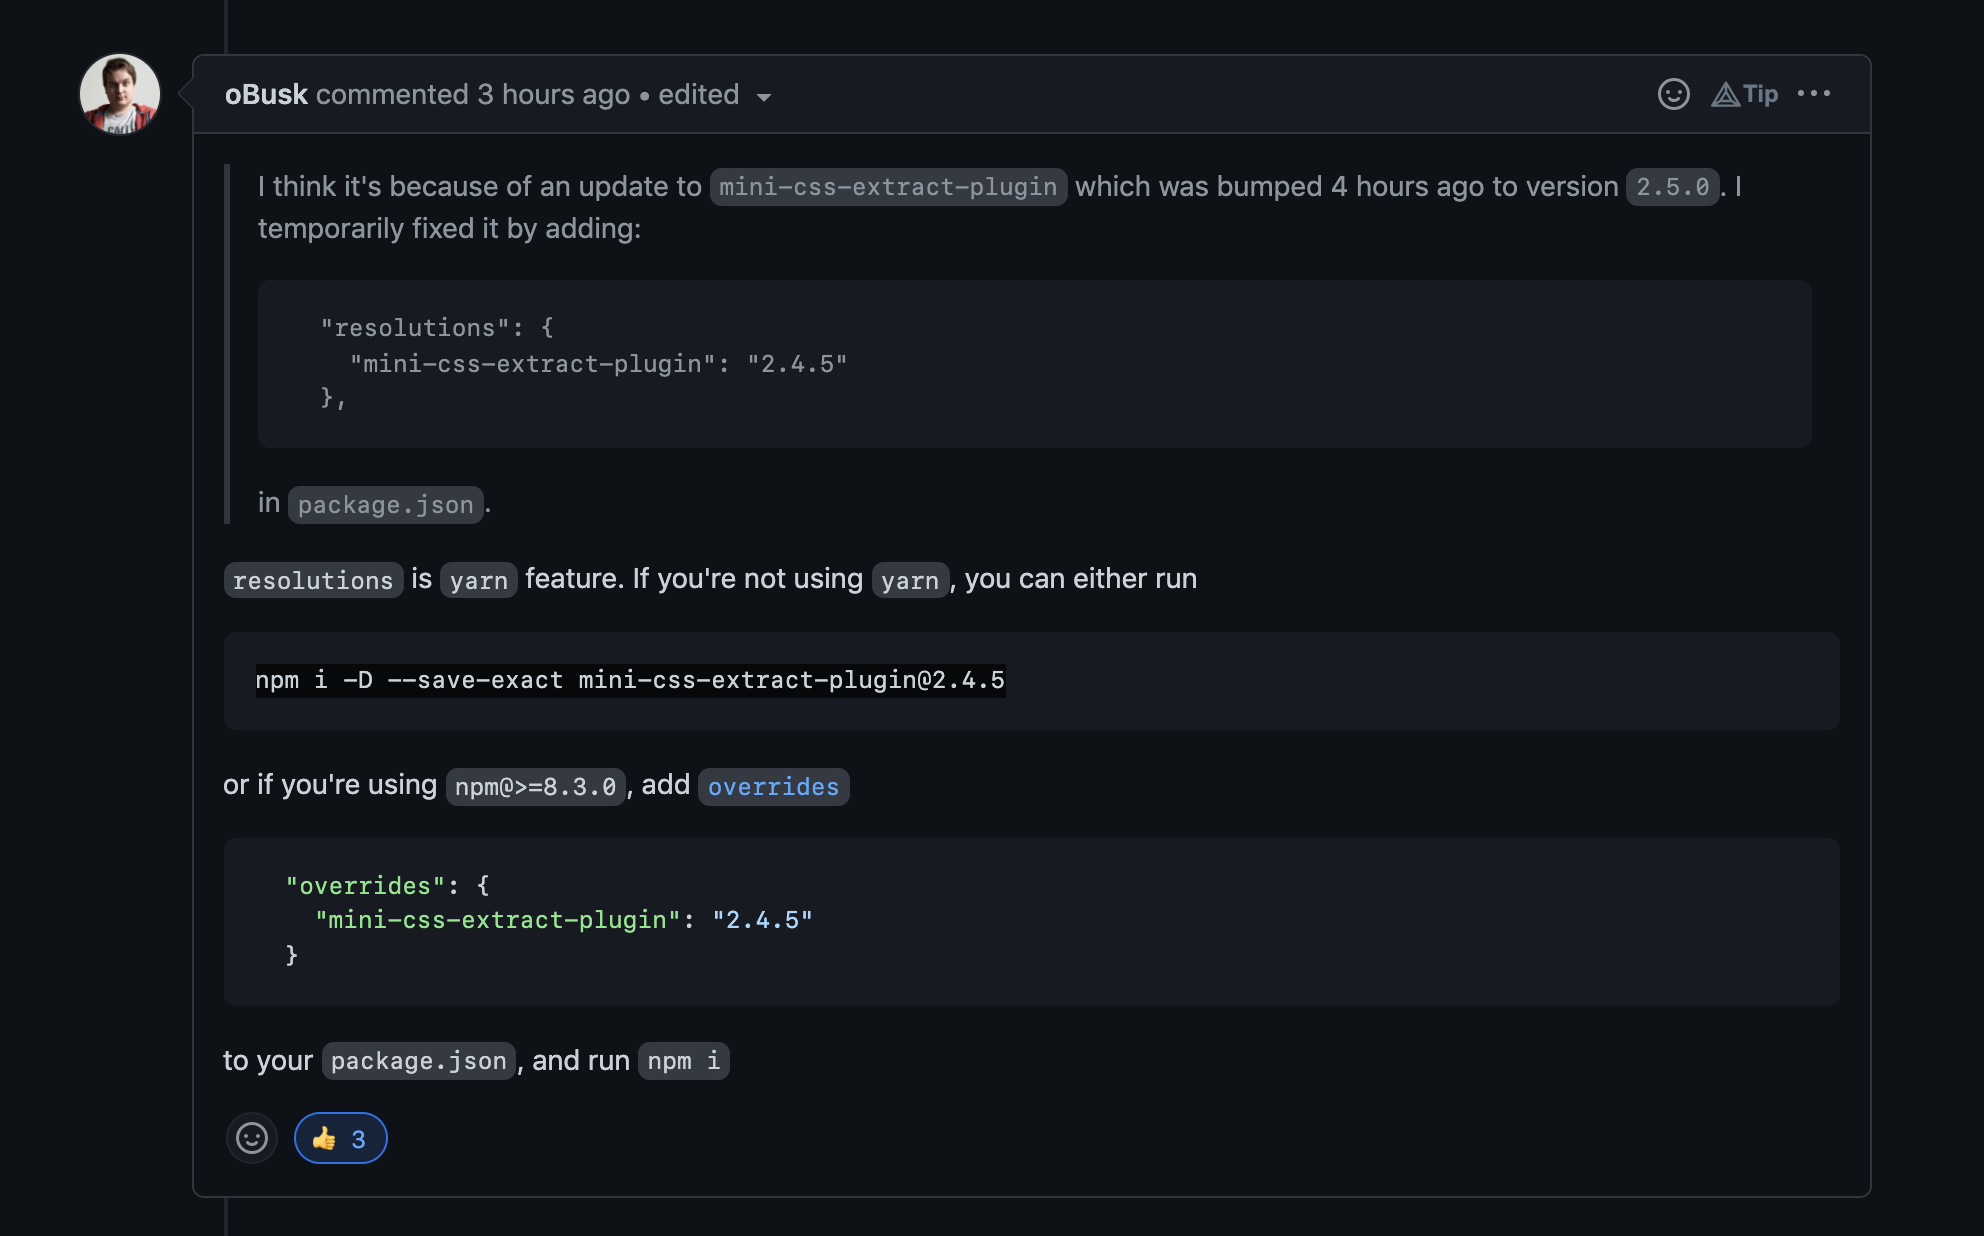 oBusk commented 3 hours ago • edited
Tip
I think it's because of an update to mini-css-extract-plugin which was bumped 4 hours ago to version 2.5.0. I
temporarily fixed it by adding:
"resolutions": {
"mini-css-extract-plugin": "2.4.5"
},
in package.json.
resolutions is yarn feature. If you're not using yarn, you can either run
npm i -D --save-exact mini-css-extract-plugin@2.4.5
or if you're using npm@>=8.3.0, add overrides
"overrides": {
"mini-css-extract-plugin": "2.4.5"
}
to your package.json, and run npm i
👍 3